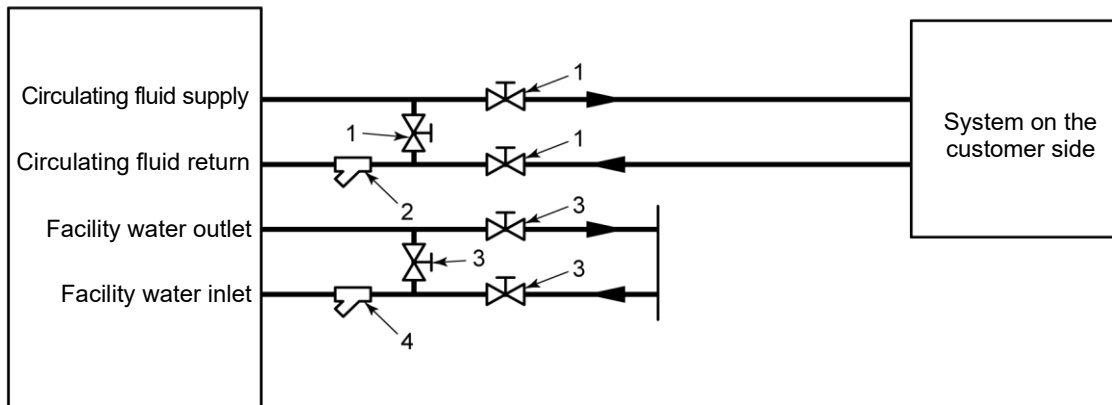 1
Circulating fluid supply
1
System on the
customer side
1
Circulating fluid return
2
3
Facility water outlet
3
3
Facility water inlet
4